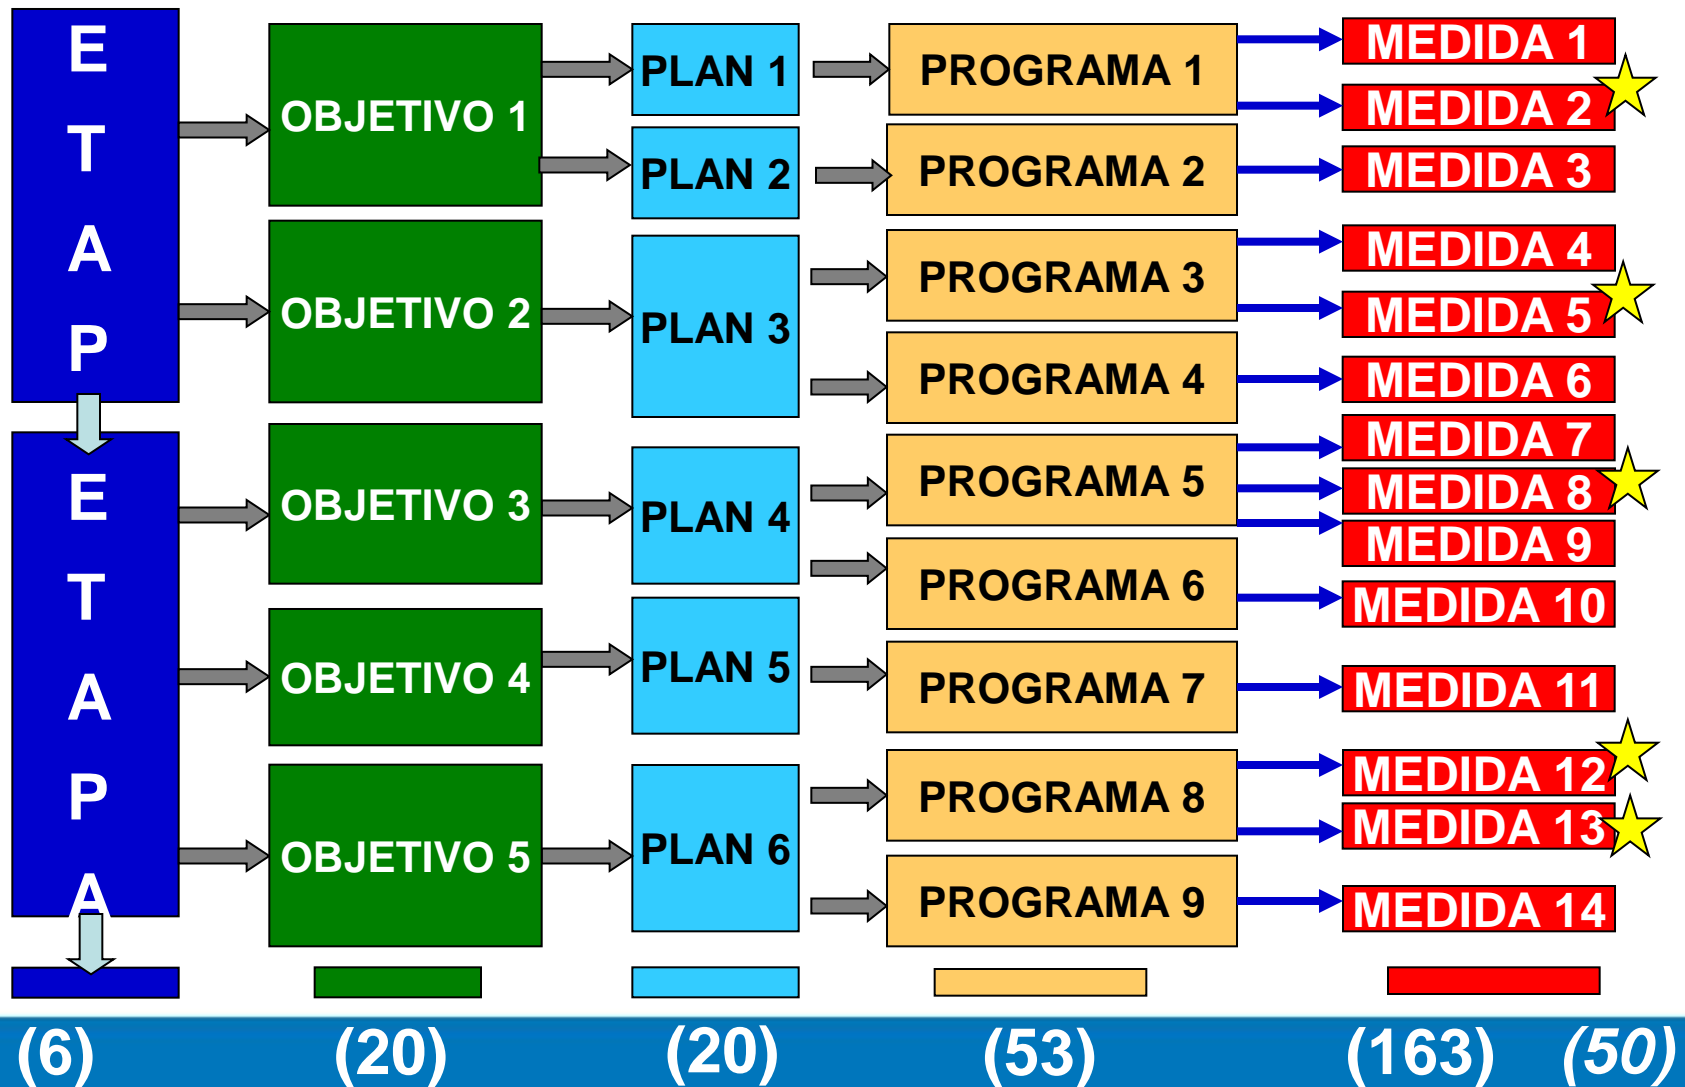 E
T
A
P
E
T
A
P
A
OBJETIVO 1
OBJETIVO 2
OBJETIVO 3
OBJETIVO 4
OBJETIVO 5
PLAN 1
PLAN 2
PLAN 3
PLAN 4
PLAN 5
PLAN 6
PROGRAMA 1
PROGRAMA 2
PROGRAMA 3
PROGRAMA 4
PROGRAMA 5
PROGRAMA 6
PROGRAMA 7
PROGRAMA 8
PROGRAMA 9
MEDIDA 1
MEDIDA 2
MEDIDA 3
MEDIDA 4
MEDIDA 5
MEDIDA 6
MEDIDA 7
MEDIDA 8
MEDIDA 9
MEDIDA 10
MEDIDA 11
MEDIDA 12
MEDIDA 13
MEDIDA 14
(6) (20) (20) (53) (163) (50)